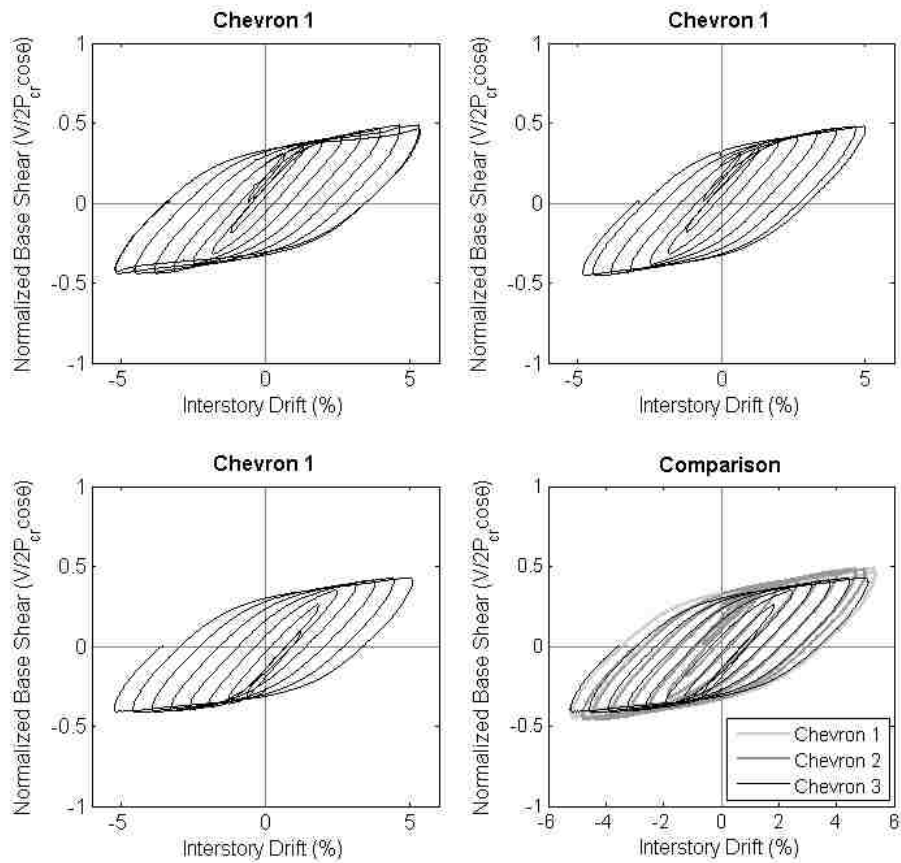 Chevron 1
Normalized Base Shear (V/2P_cr cosθ)
1
0.5
0
-0.5
-1
-5
0
5
Interstory Drift (%)
Chevron 1
Normalized Base Shear (V/2P_cr cosθ)
1
0.5
0
-0.5
-1
-5
0
5
Interstory Drift (%)
Chevron 1
Normalized Base Shear (V/2P_cr cosθ)
1
0.5
0
-0.5
-1
-5
0
5
Interstory Drift (%)
Comparison
Normalized Base Shear (V/2P_cr cosθ)
1
0.5
0
-0.5
-1
Chevron 1
Chevron 2
Chevron 3
-6
-4
-2
0
2
4
6
Interstory Drift (%)